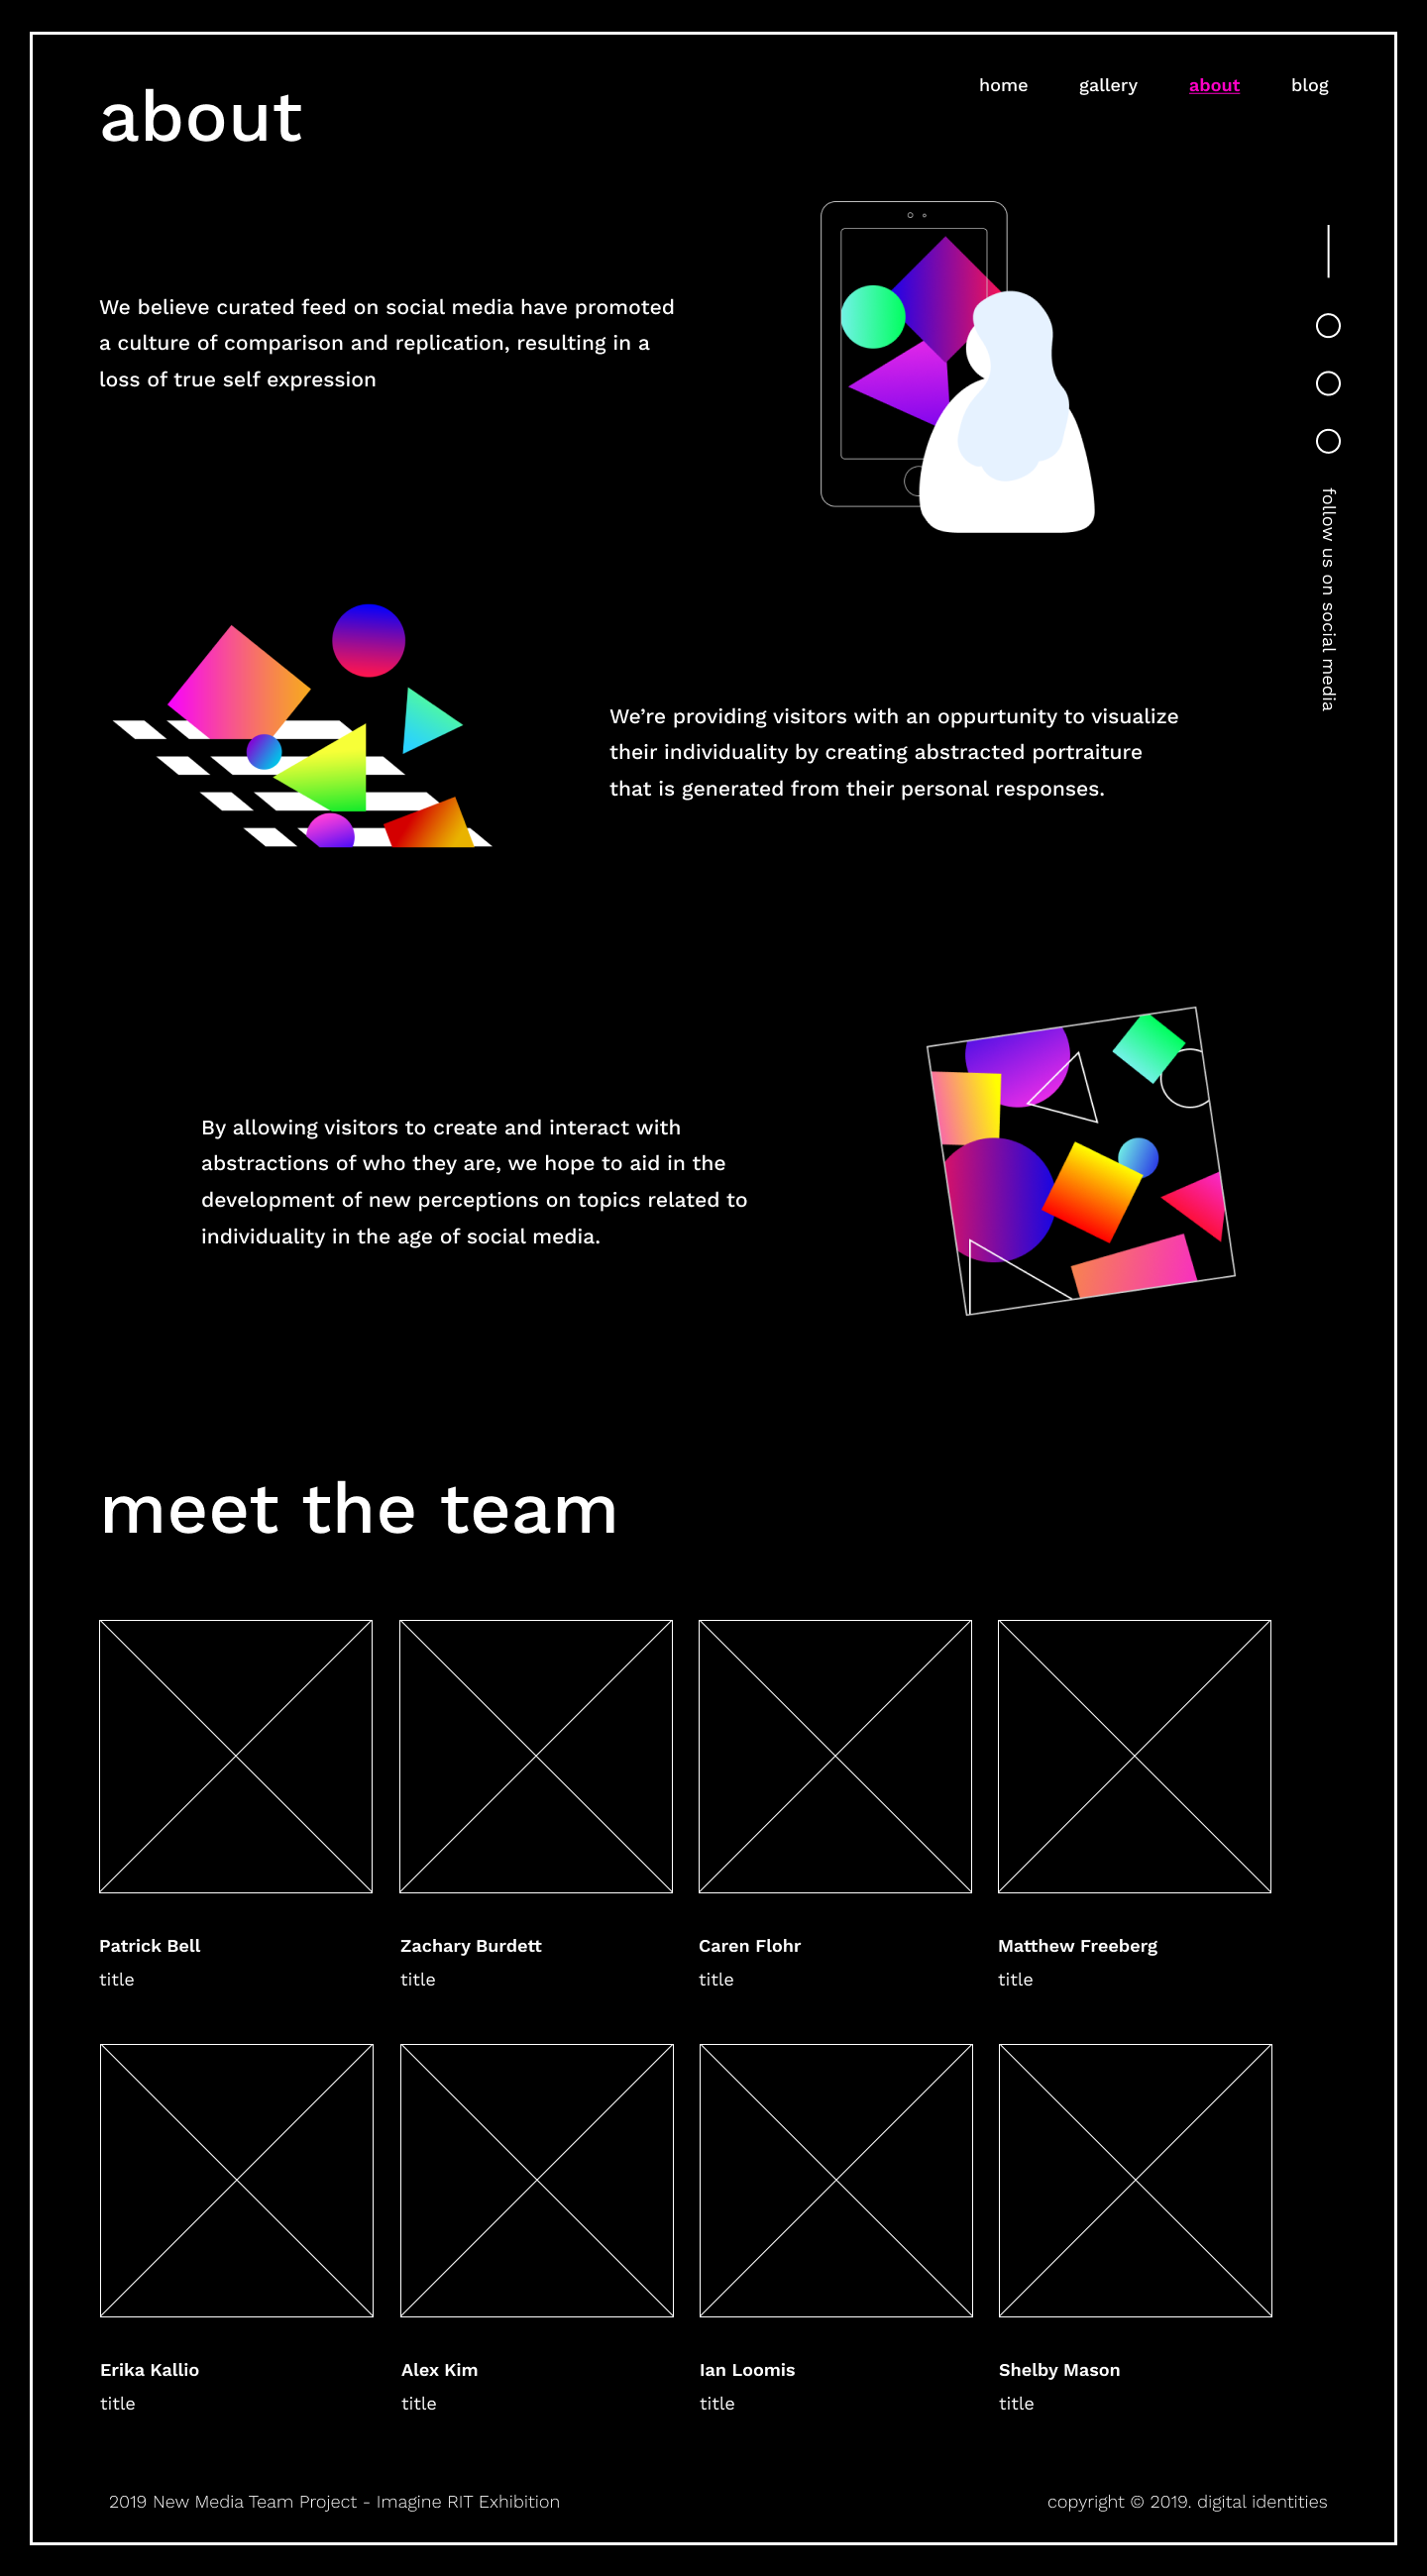 about
home gallery about blog
We believe curated feed on social media have promoted
a culture of comparison and replication, resulting in a
loss of true self expression
follow us on social media
We’re providing visitors with an oppurtunity to visualize
their individuality by creating abstracted portraiture
that is generated from their personal responses.
By allowing visitors to create and interact with
abstractions of who they are, we hope to aid in the
development of new perceptions on topics related to
individuality in the age of social media.
meet the team
Patrick Bell
title
Zachary Burdett
title
Caren Flohr
title
Matthew Freeberg
title
Erika Kallio
title
Alex Kim
title
Ian Loomis
title
Shelby Mason
title
2019 New Media Team Project - Imagine RIT Exhibition
copyright © 2019. digital identities